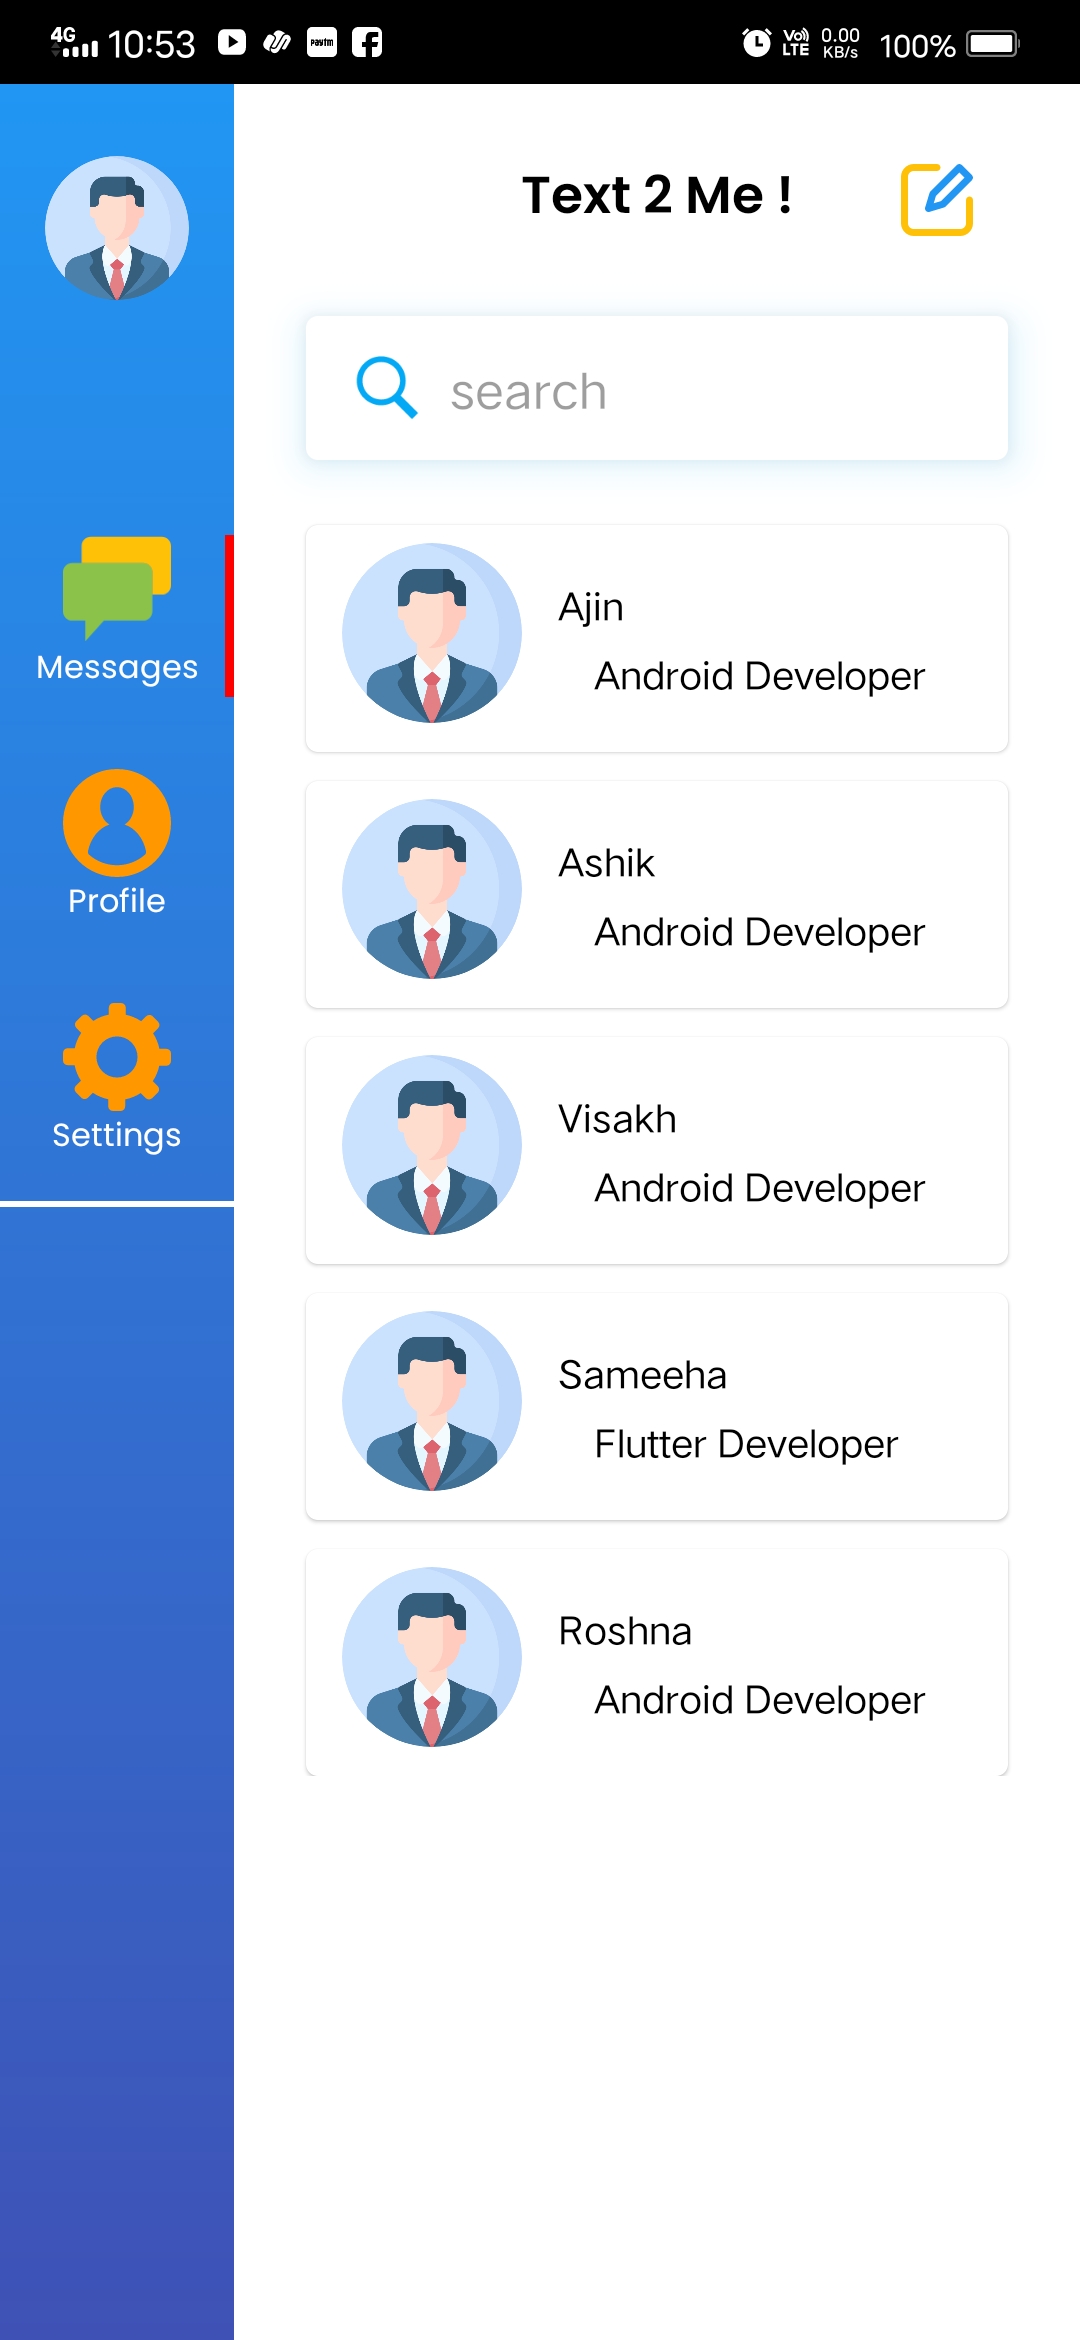 4G 10:53 Paytm Vo) LTE 0.00 KB/s 100%
Text 2 Me !
search
Messages
Profile
Settings
Ajin
Android Developer
Ashik
Android Developer
Visakh
Android Developer
Sameeha
Flutter Developer
Roshna
Android Developer